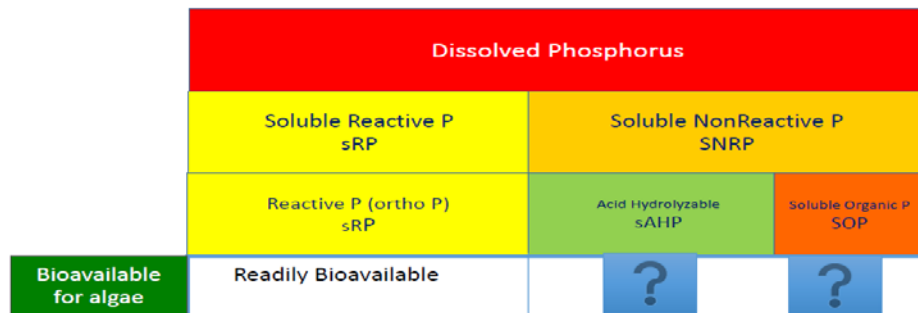 Dissolved Phosphorus
Soluble Reactive P
sRP
Soluble NonReactive P
SNRP
Reactive P (ortho P)
sRP
Acid Hydrolyzable
sAHP
Soluble Organic P
SOP
Bioavailable
for algae
Readily Bioavailable
?
?